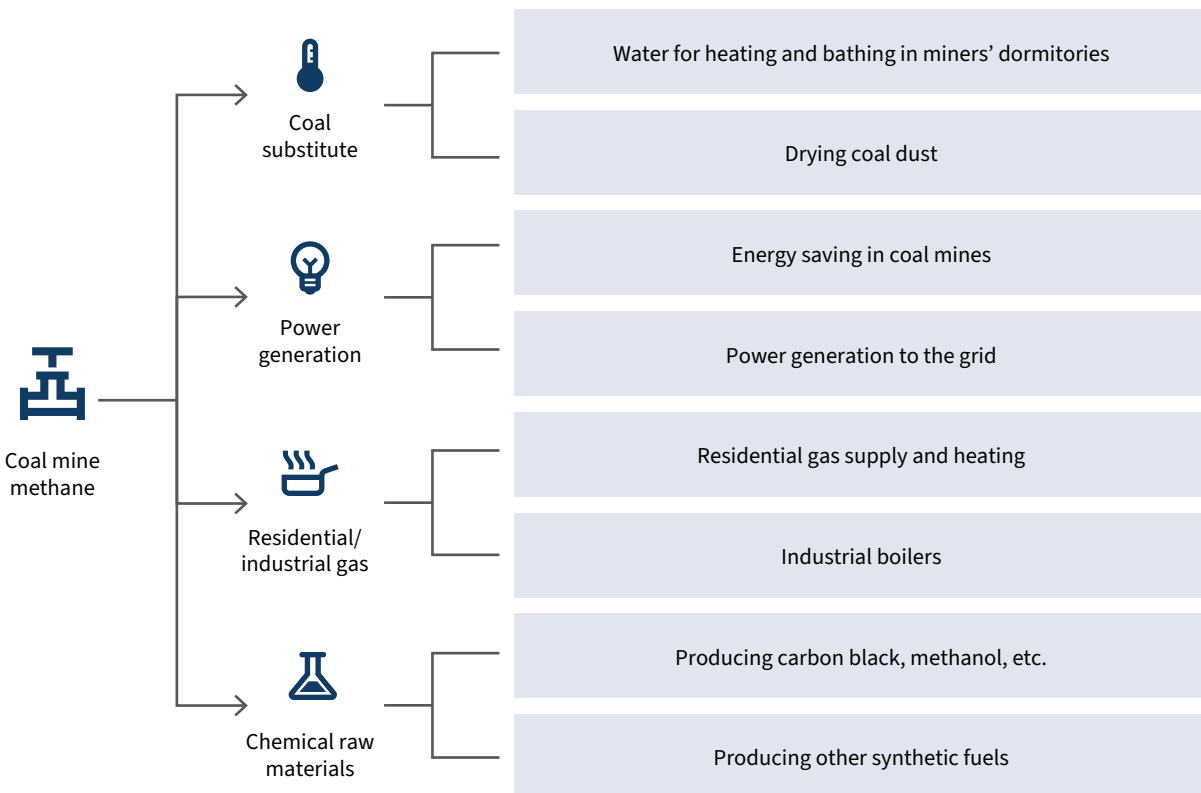 Coal mine
methane
Coal
substitute
Water for heating and bathing in miners’ dormitories
Drying coal dust
Power
generation
Energy saving in coal mines
Power generation to the grid
Residential/
industrial gas
Residential gas supply and heating
Industrial boilers
Chemical raw
materials
Producing carbon black, methanol, etc.
Producing other synthetic fuels